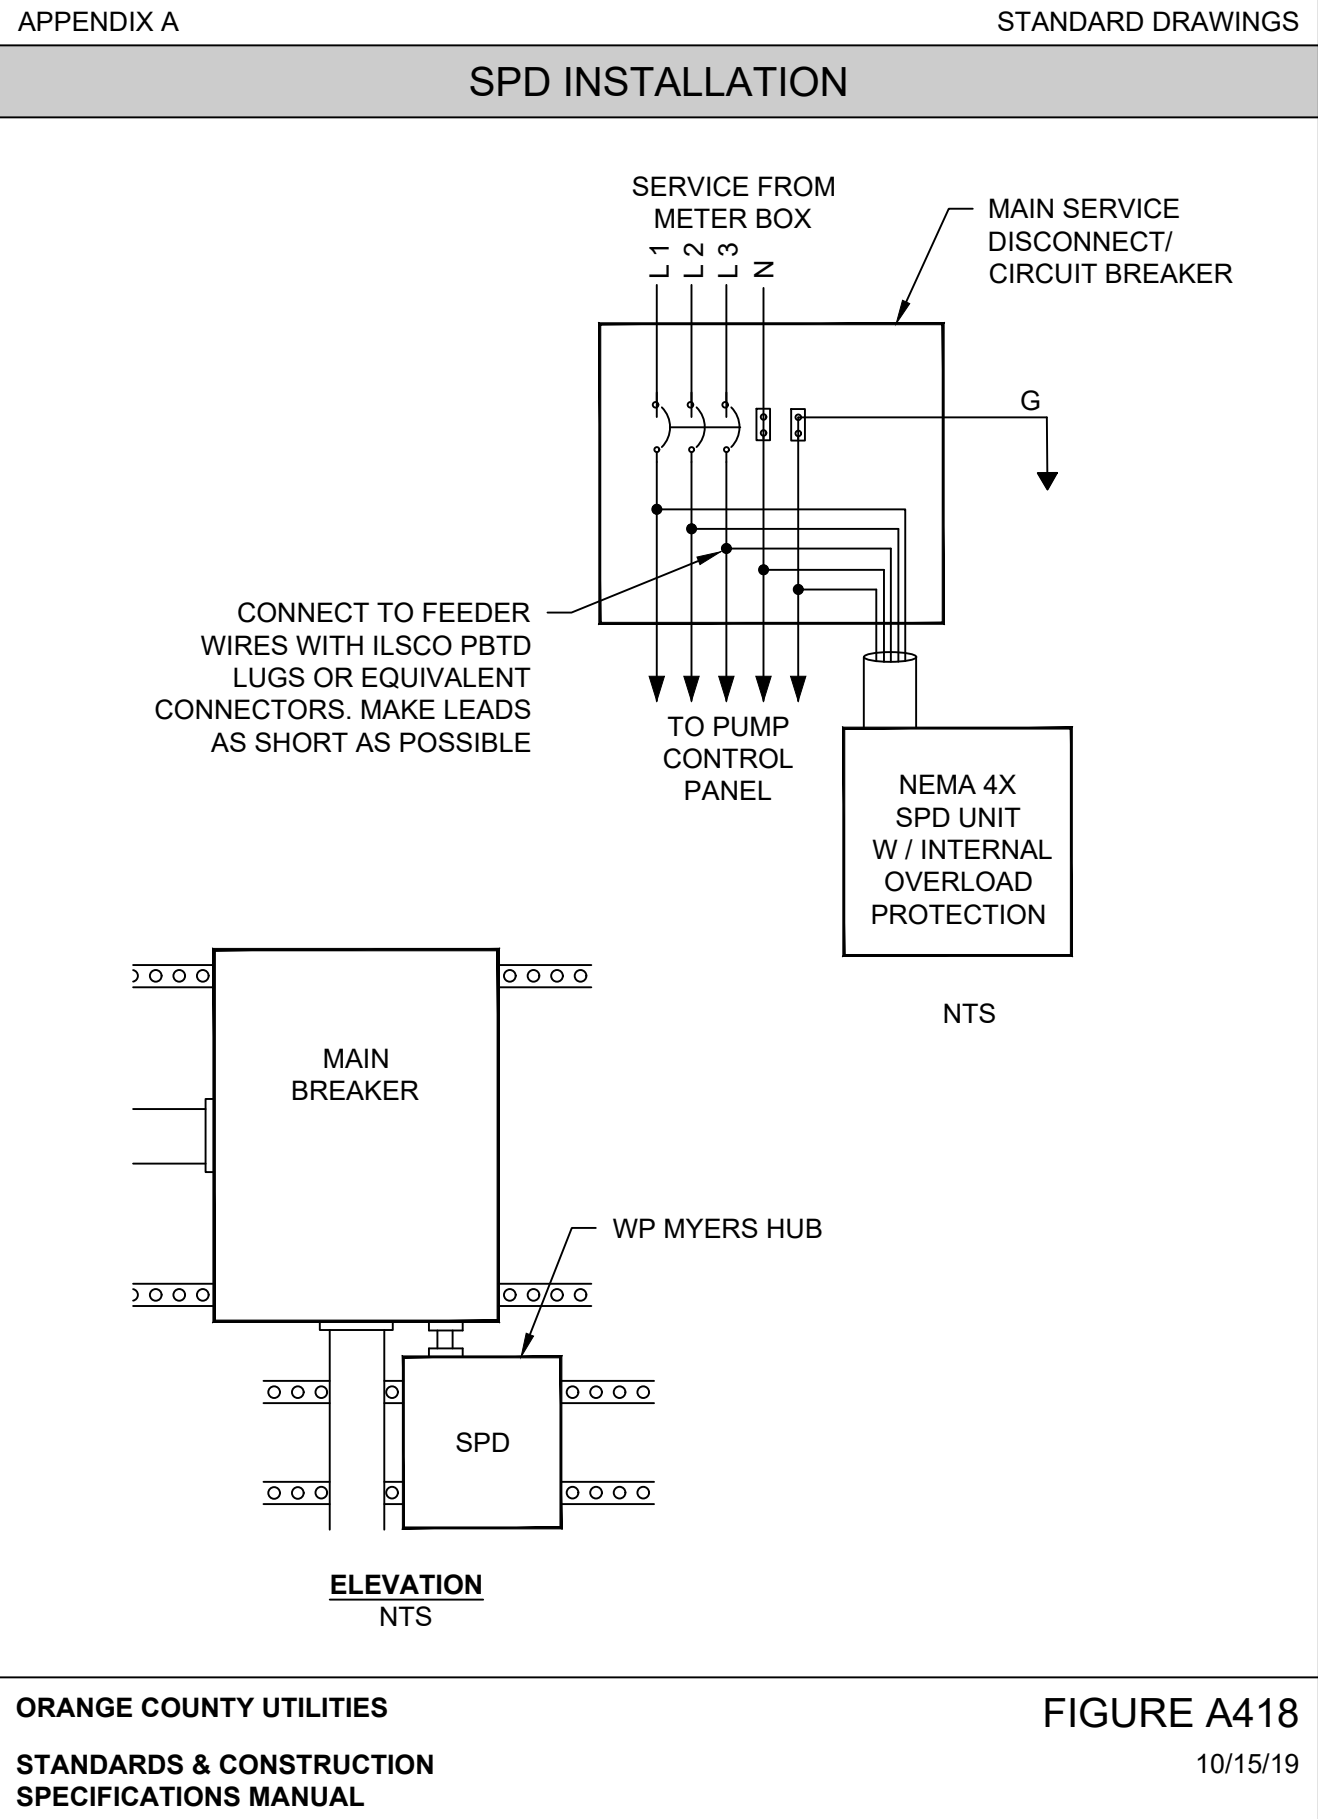 APPENDIX A
STANDARD DRAWINGS
SPD INSTALLATION
SERVICE FROM
METER BOX
L 1
L 2
L 3
N
MAIN SERVICE
DISCONNECT/
CIRCUIT BREAKER
G
CONNECT TO FEEDER
WIRES WITH ILSCO PBTD
LUGS OR EQUIVALENT
CONNECTORS. MAKE LEADS
AS SHORT AS POSSIBLE
TO PUMP
CONTROL
PANEL
NEMA 4X
SPD UNIT
W / INTERNAL
OVERLOAD
PROTECTION
NTS
MAIN
BREAKER
WP MYERS HUB
SPD
ELEVATION
NTS
ORANGE COUNTY UTILITIES
STANDARDS & CONSTRUCTION
SPECIFICATIONS MANUAL
FIGURE A418
10/15/19